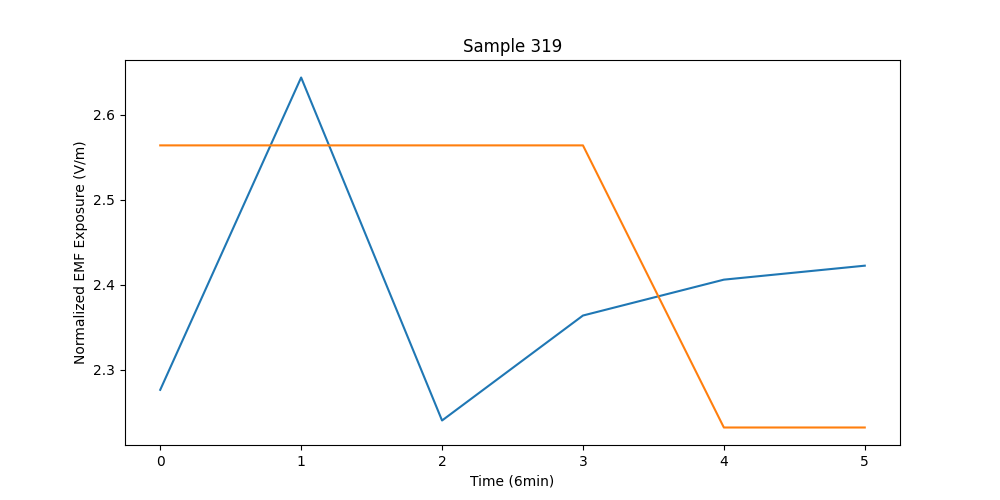 Sample 319
Normalized EMF Exposure (V/m)
2.6
2.5
2.4
2.3
0 1 2 3 4 5
Time (6min)